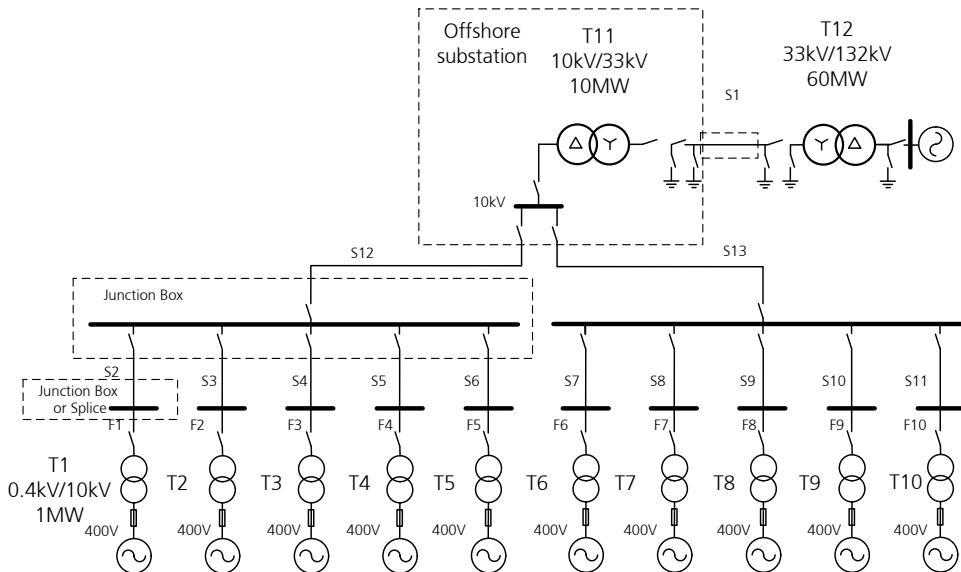 Offshore
substation
T11
10kV/33kV
10MW
T12
33kV/132kV
60MW
S1
10kV
S12
S13
Junction Box
S2
S3
S4
S5
S6
S7
S8
S9
S10
S11
Junction Box
or Splice
F1
F2
F3
F4
F5
F6
F7
F8
F9
F10
T1
0.4kV/10kV
1MW
T2
T3
T4
T5
T6
T7
T8
T9
T10
400V
400V
400V
400V
400V
400V
400V
400V
400V
400V